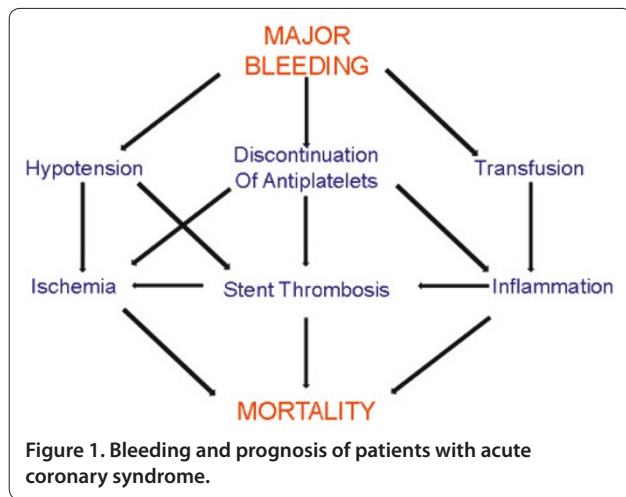 MAJOR
BLEEDING
Hypotension
Discontinuation
Of Antiplatelets
Transfusion
Ischemia
Stent Thrombosis
Inflammation
MORTALITY
Figure 1. Bleeding and prognosis of patients with acute
coronary syndrome.